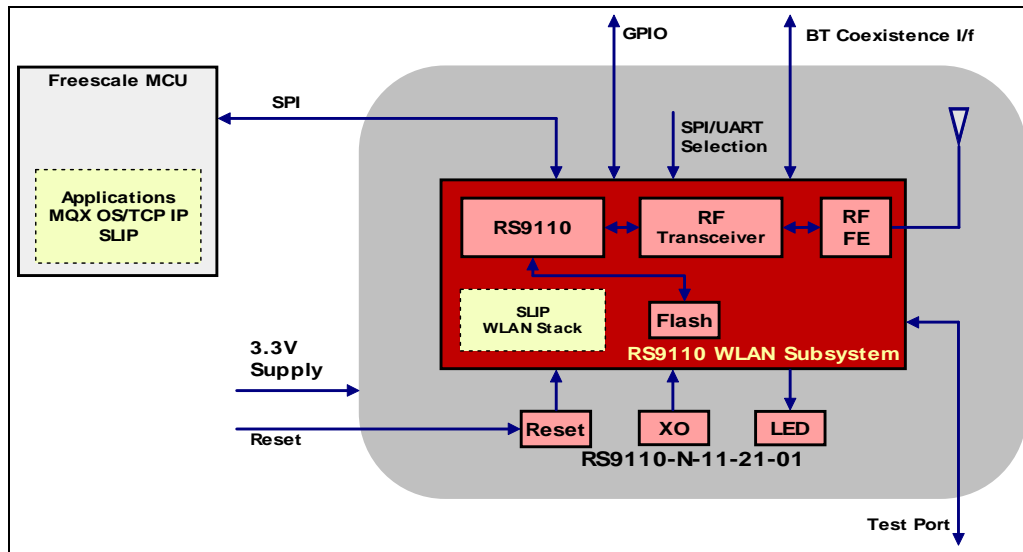 GPIO
BT Coexistence I/f
Freescale MCU
SPI
SPI/UART
Selection
Applications
MQX OS/TCP IP
SLIP
RS9110
RF
Transceiver
RF
FE
SLIP
WLAN Stack
Flash
RS9110 WLAN Subsystem
3.3V
Supply
Reset
Reset
XO
LED
RS9110-N-11-21-01
Test Port